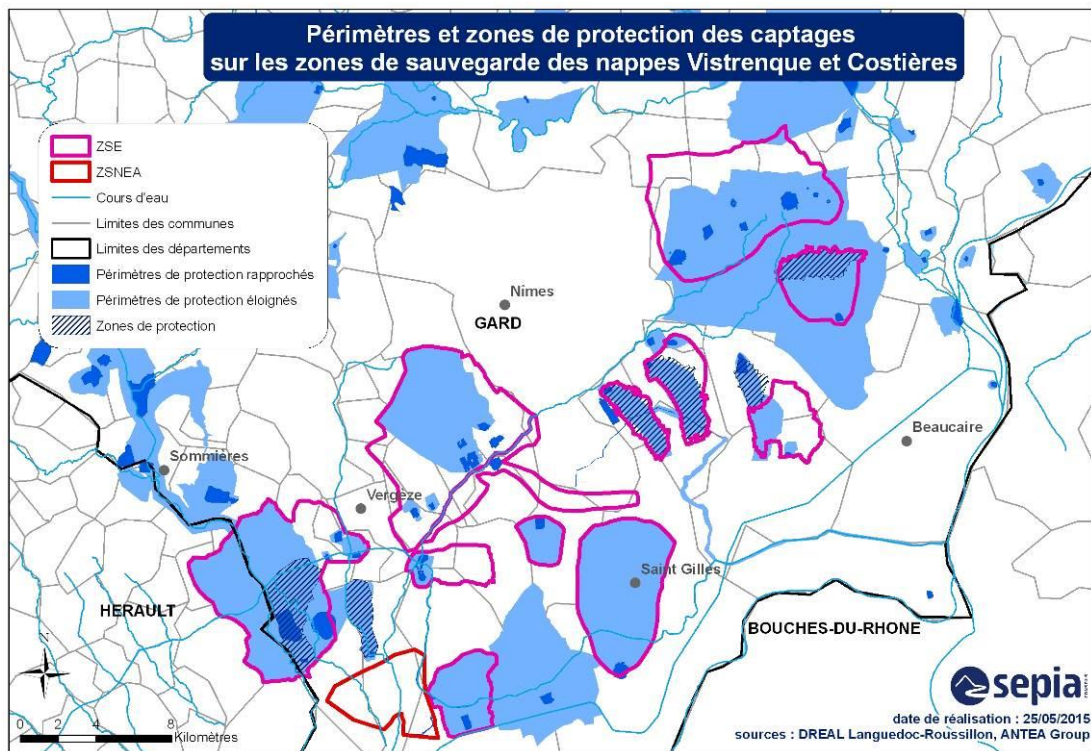 Périmètres et zones de protection des captages
sur les zones de sauvegarde des nappes Vistrenque et Costières
ZSE
ZSNEA
Cours d'eau
Limites des communes
Limites des départements
Périmètres de protection rapprochés
Périmètres de protection éloignés
Zones de protection
Nîmes
GARD
Beaucaire
Sommières
Vergèze
Saint Gilles
HERAULT
BOUCHES-DU-RHONE
0 2 4 8
Kilomètres
sepia
date de réalisation : 25/05/2015
sources : DREAL Languedoc-Roussillon, ANTEA Group